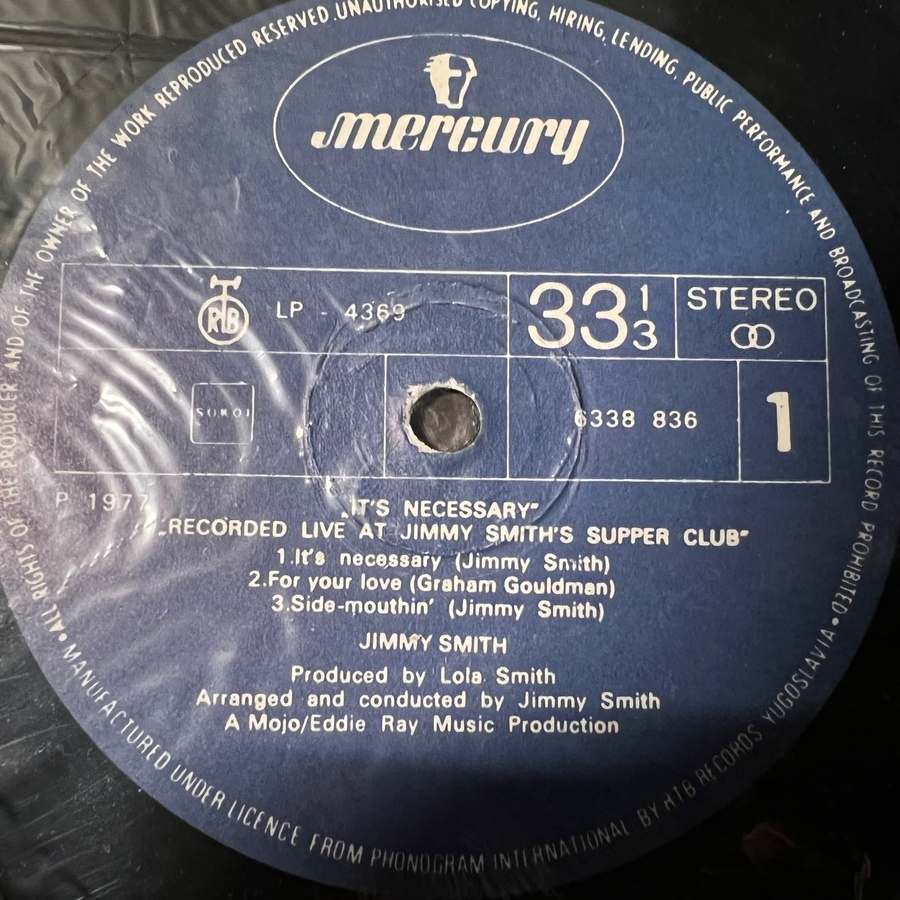 • ALL RIGHTS OF THE PRODUCER AND OF THE OWNER OF THE WORK REPRODUCED RESERVED. UNAUTHORISED COPYING, HIRING, LENDING, PUBLIC PERFORMANCE AND BROADCASTING OF THIS RECORD PROHIBITED •
mercury
RTB LP - 4369
33 1/3
STEREO
SOKOJ
6338 836
1
P 1977
„IT'S NECESSARY”
„RECORDED LIVE AT JIMMY SMITH'S SUPPER CLUB”
1.It's necessary (Jimmy Smith)
2.For your love (Graham Gouldman)
3.Side-mouthin' (Jimmy Smith)
JIMMY SMITH
Produced by Lola Smith
Arranged and conducted by Jimmy Smith
A Mojo/Eddie Ray Music Production
MANUFACTURED UNDER LICENCE FROM PHONOGRAM INTERNATIONAL BY RTB RECORDS YUGOSLAVIA